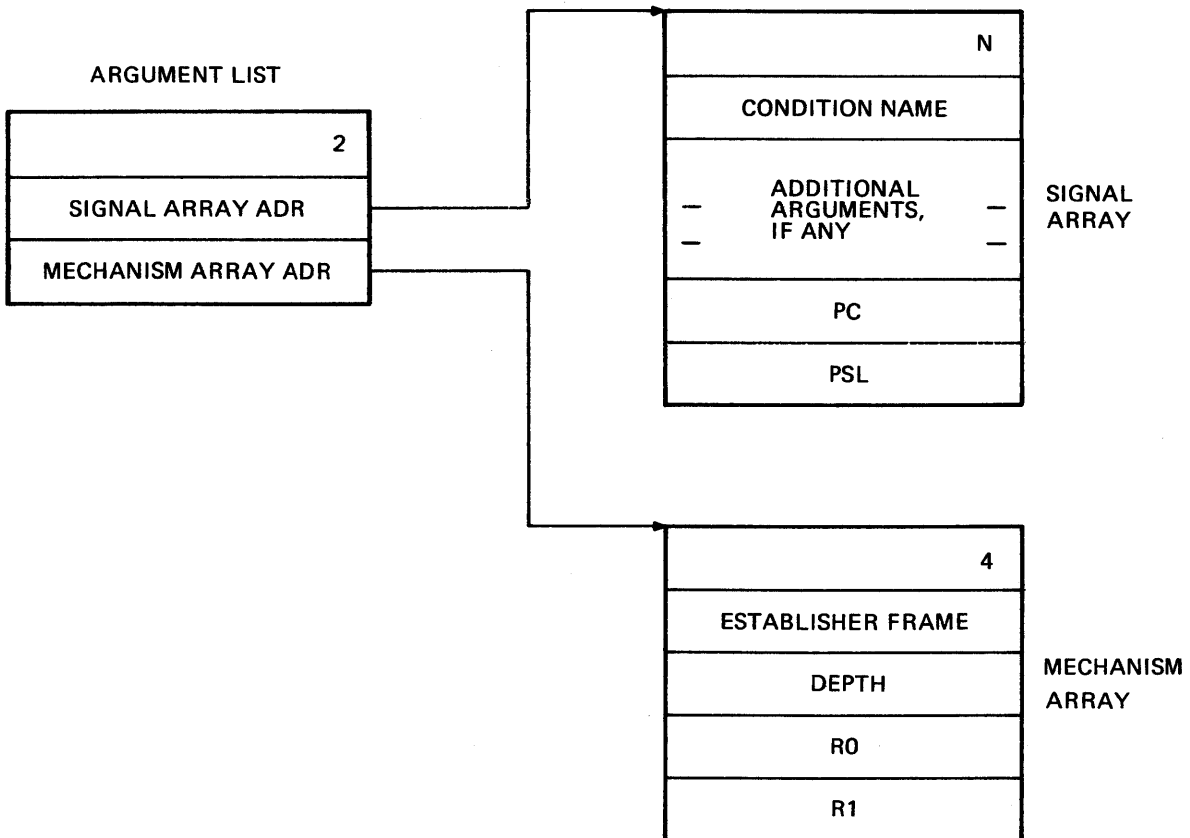 ARGUMENT LIST
2
SIGNAL ARRAY ADR
MECHANISM ARRAY ADR
N
CONDITION NAME
ADDITIONAL
ARGUMENTS,
IF ANY
PC
PSL
SIGNAL
ARRAY
4
ESTABLISHER FRAME
DEPTH
R0
R1
MECHANISM
ARRAY